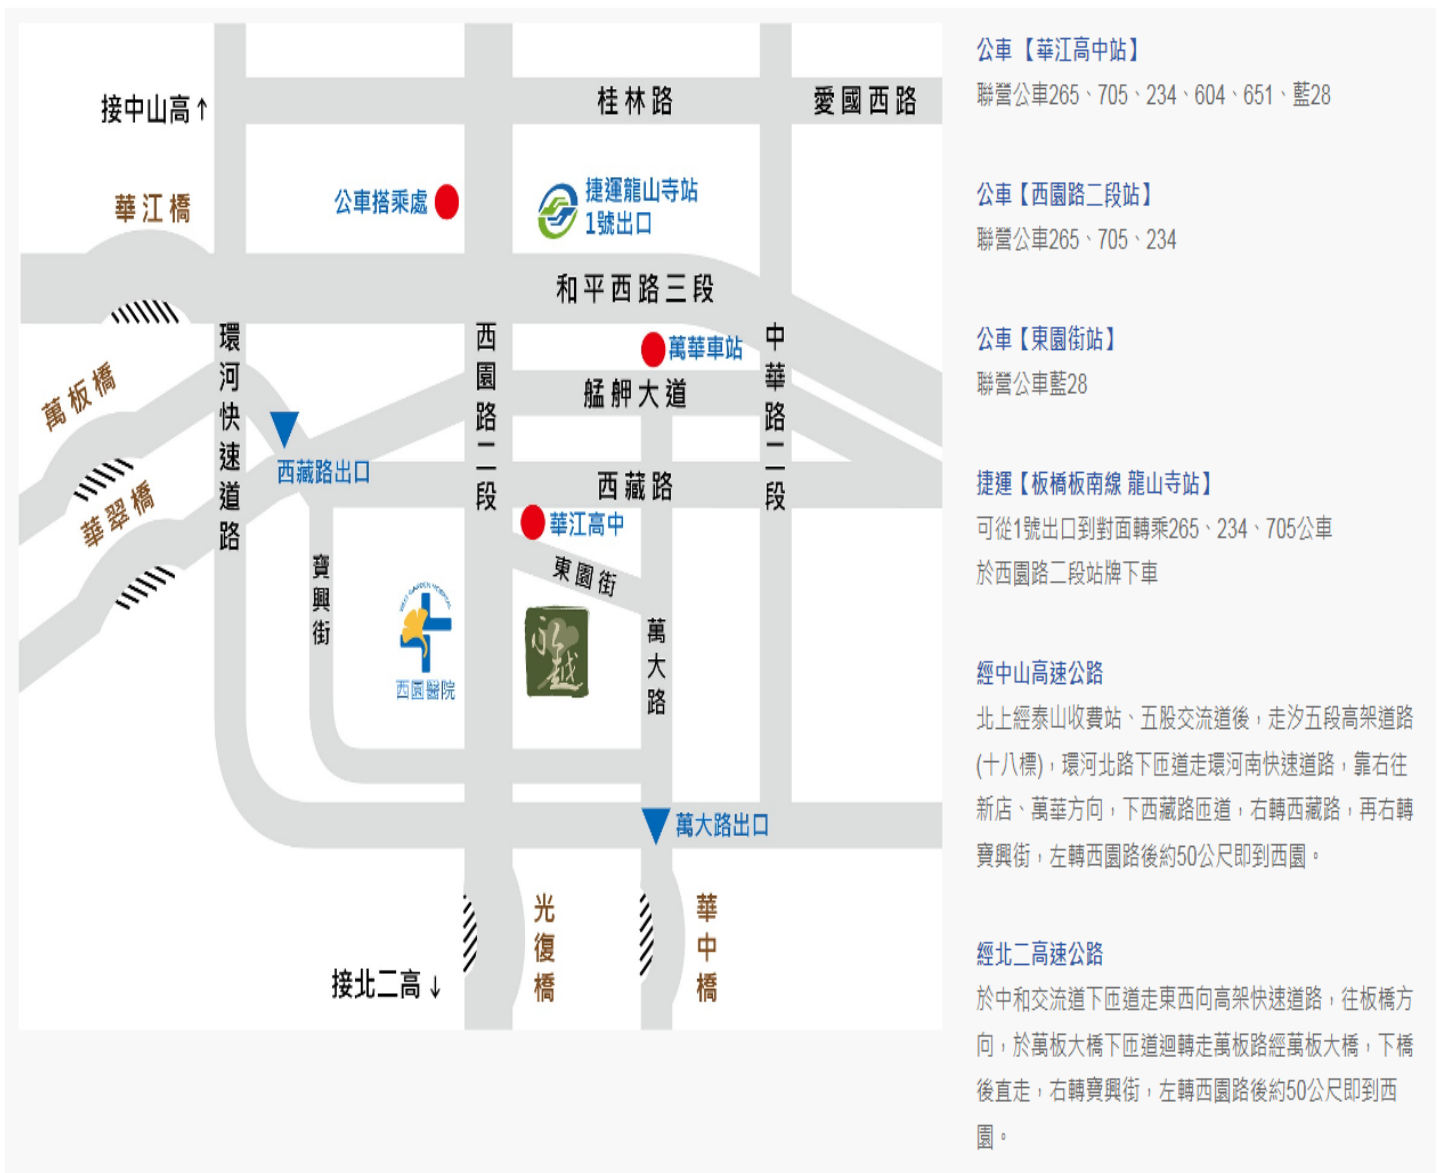 接中山高↑
桂林路
愛國西路
華江橋
公車搭乘處
捷運龍山寺站
1號出口
和平西路三段
環河快速道路
西園路二段
萬華車站
中華路二段
萬板橋
艋舺大道
西藏路出口
西藏路
華翠橋
華江高中
東園街
寶興街
WEST GARDEN HOSPITAL
西園醫院
永越
萬大路
萬大路出口
光復橋
華中橋
接北二高↓
公車【華江高中站】
聯營公車265、705、234、604、651、藍28
公車【西園路二段站】
聯營公車265、705、234
公車【東園街站】
聯營公車藍28
捷運【板橋板南線 龍山寺站】
可從1號出口到對面轉乘265、234、705公車
於西園路二段站牌下車
經中山高速公路
北上經泰山收費站、五股交流道後，走汐五段高架道路
(十八標)，環河北路下匝道走環河南快速道路，靠右往
新店、萬華方向，下西藏路匝道，右轉西藏路，再右轉
寶興街，左轉西園路後約50公尺即到西園。
經北二高速公路
於中和交流道下匝道走東西向高架快速道路，往板橋方
向，於萬板大橋下匝道迴轉走萬板路經萬板大橋，下橋
後直走，右轉寶興街，左轉西園路後約50公尺即到西
園。